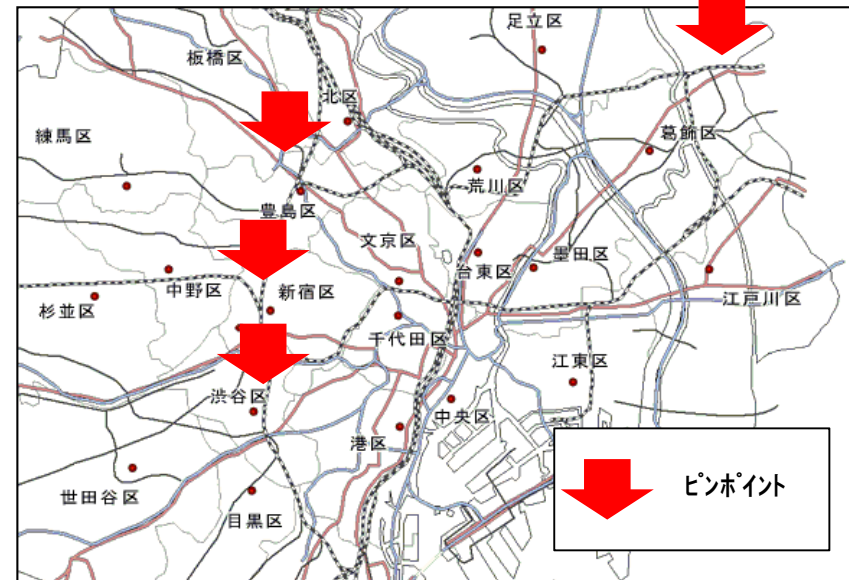 足立区
板橋区
北区
練馬区
葛飾区
荒川区
豊島区
文京区
台東区
墨田区
中野区
新宿区
杉並区
江戸川区
千代田区
江東区
渋谷区
中央区
港区
世田谷区
目黒区
ﾋﾟﾝﾎﾟｲﾝﾄ